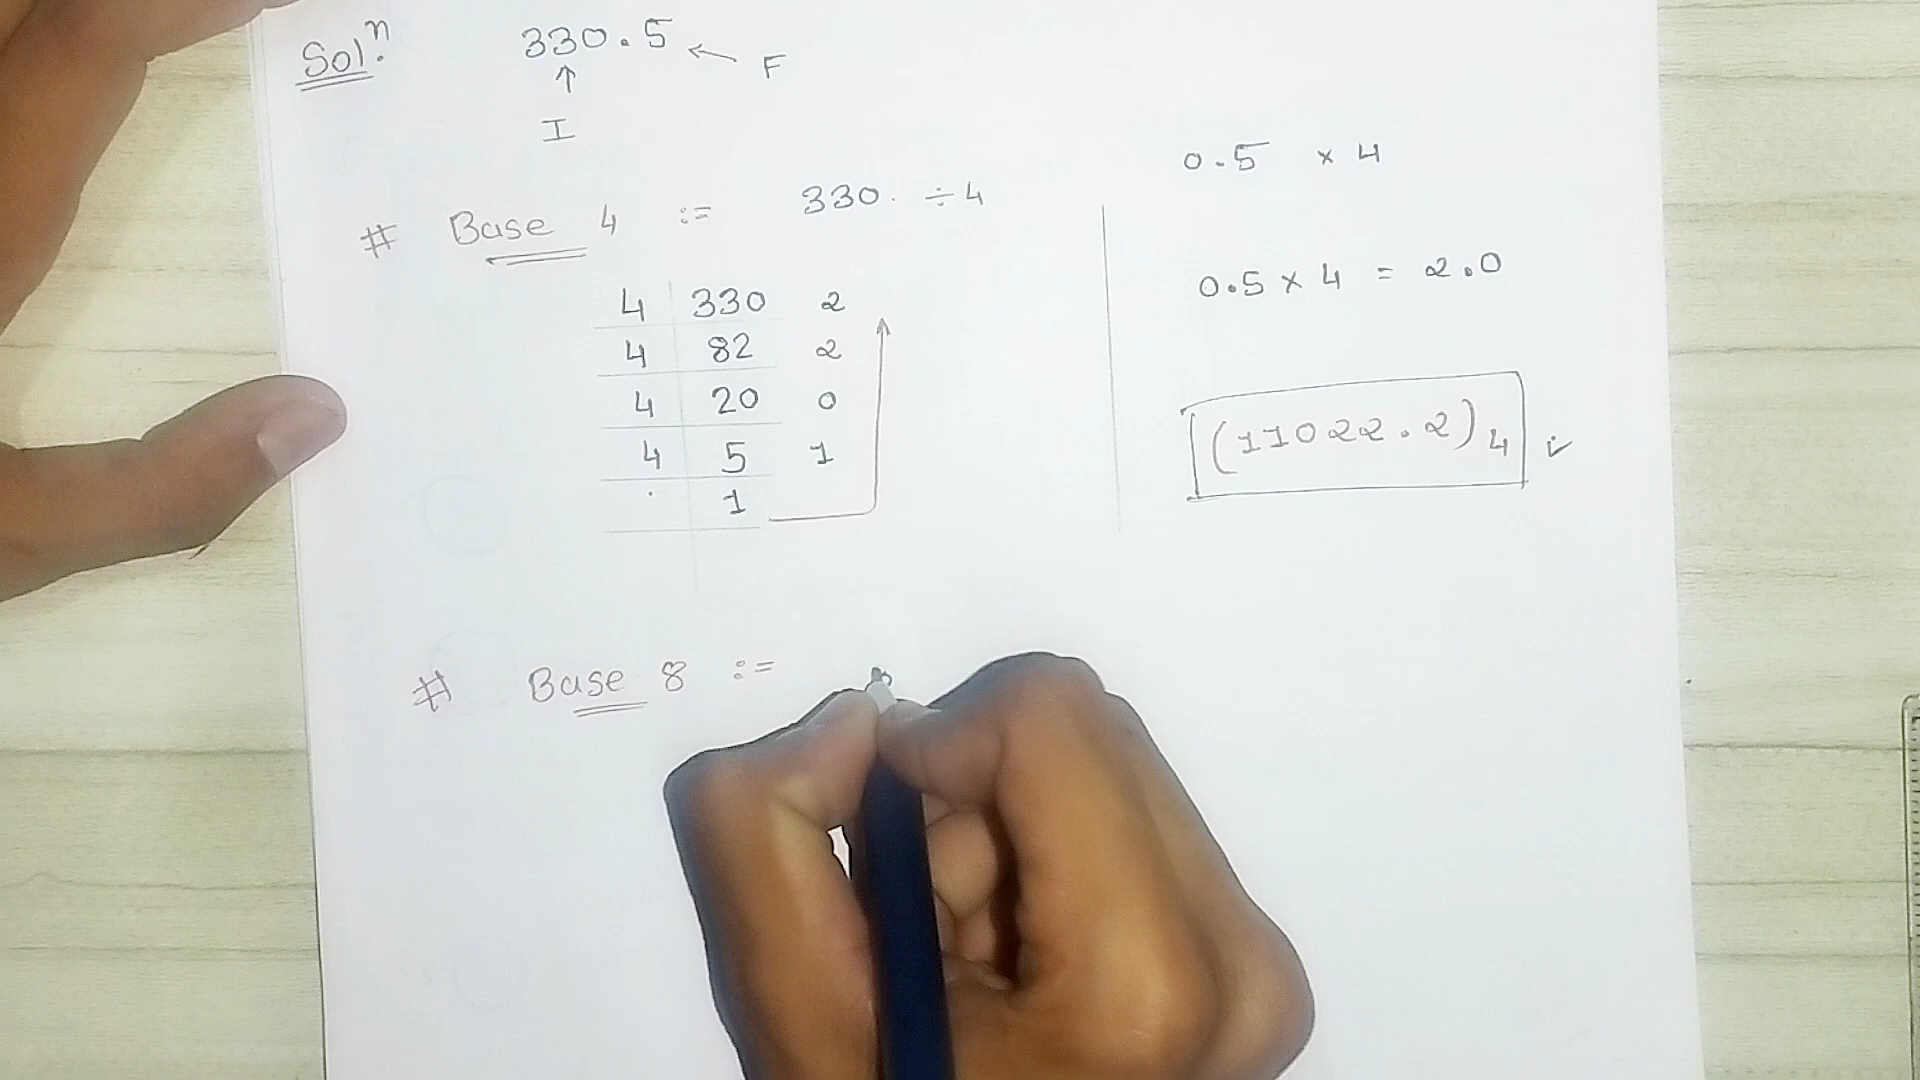 Solⁿ. 330.5 ← F
↑
I
# Base 4 := 330. ÷ 4
4 330 2
4 82 2
4 20 0
4 5 1
1
0.5 × 4
0.5 × 4 = 2.0
(11022.2)₄ ✓
# Base 8 :=